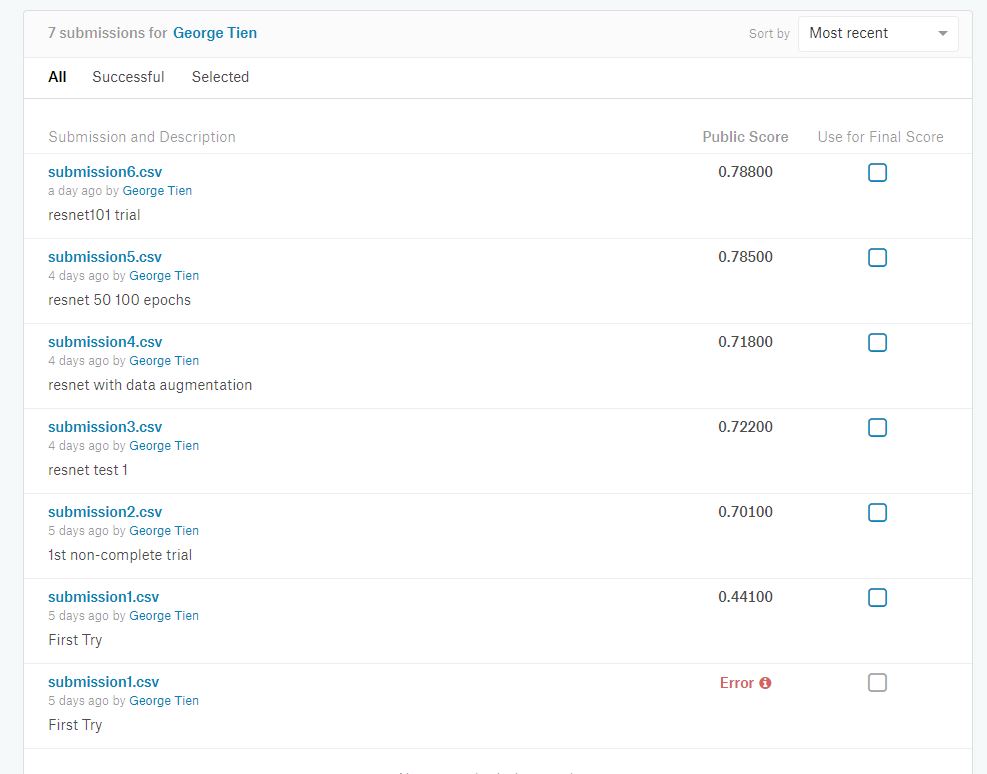 7 submissions for George Tien
Sort by Most recent
All Successful Selected
Submission and Description Public Score Use for Final Score
submission6.csv 0.78800
a day ago by George Tien
resnet101 trial
submission5.csv 0.78500
4 days ago by George Tien
resnet 50 100 epochs
submission4.csv 0.71800
4 days ago by George Tien
resnet with data augmentation
submission3.csv 0.72200
4 days ago by George Tien
resnet test 1
submission2.csv 0.70100
5 days ago by George Tien
1st non-complete trial
submission1.csv 0.44100
5 days ago by George Tien
First Try
submission1.csv Error
5 days ago by George Tien
First Try